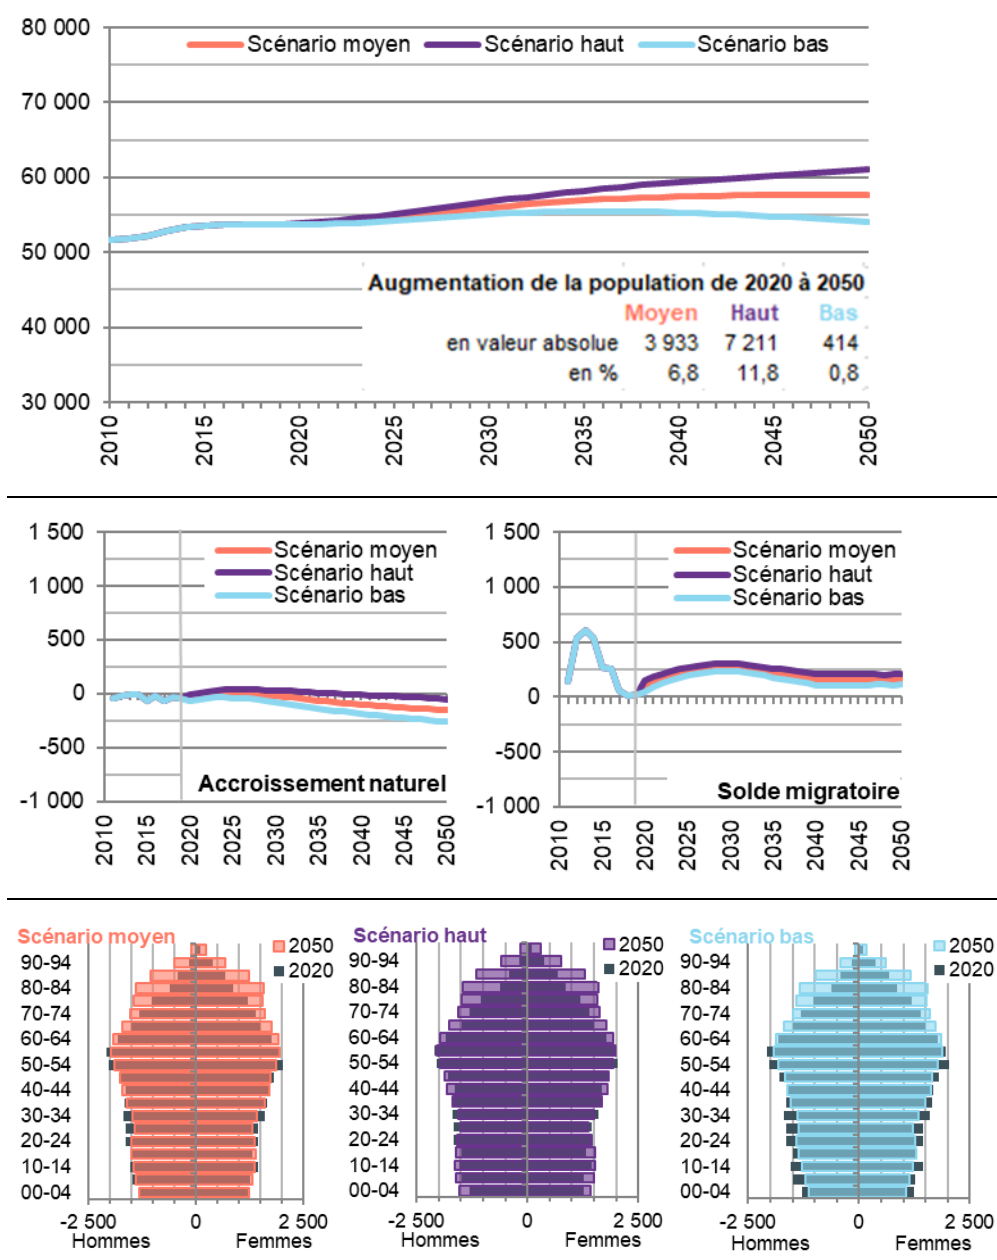 80 000
Scénario moyen Scénario haut Scénario bas
70 000
60 000
50 000
40 000
30 000
Augmentation de la population de 2020 à 2050
Moyen Haut Bas
en valeur absolue 3 933 7 211 414
en % 6,8 11,8 0,8
2010 2015 2020 2025 2030 2035 2040 2045 2050
1 500
1 000
500
0
-500
-1 000
Scénario moyen
Scénario haut
Scénario bas
Accroissement naturel
2010 2015 2020 2025 2030 2035 2040 2045 2050
1 500
1 000
500
0
-500
-1 000
Scénario moyen
Scénario haut
Scénario bas
Solde migratoire
2010 2015 2020 2025 2030 2035 2040 2045 2050
Scénario moyen
2050
2020
90-94
80-84
70-74
60-64
50-54
40-44
30-34
20-24
10-14
00-04
-2 500 0 2 500
Hommes Femmes
Scénario haut
2050
2020
90-94
80-84
70-74
60-64
50-54
40-44
30-34
20-24
10-14
00-04
-2 500 0 2 500
Hommes Femmes
Scénario bas
2050
2020
90-94
80-84
70-74
60-64
50-54
40-44
30-34
20-24
10-14
00-04
-2 500 0 2 500
Hommes Femmes